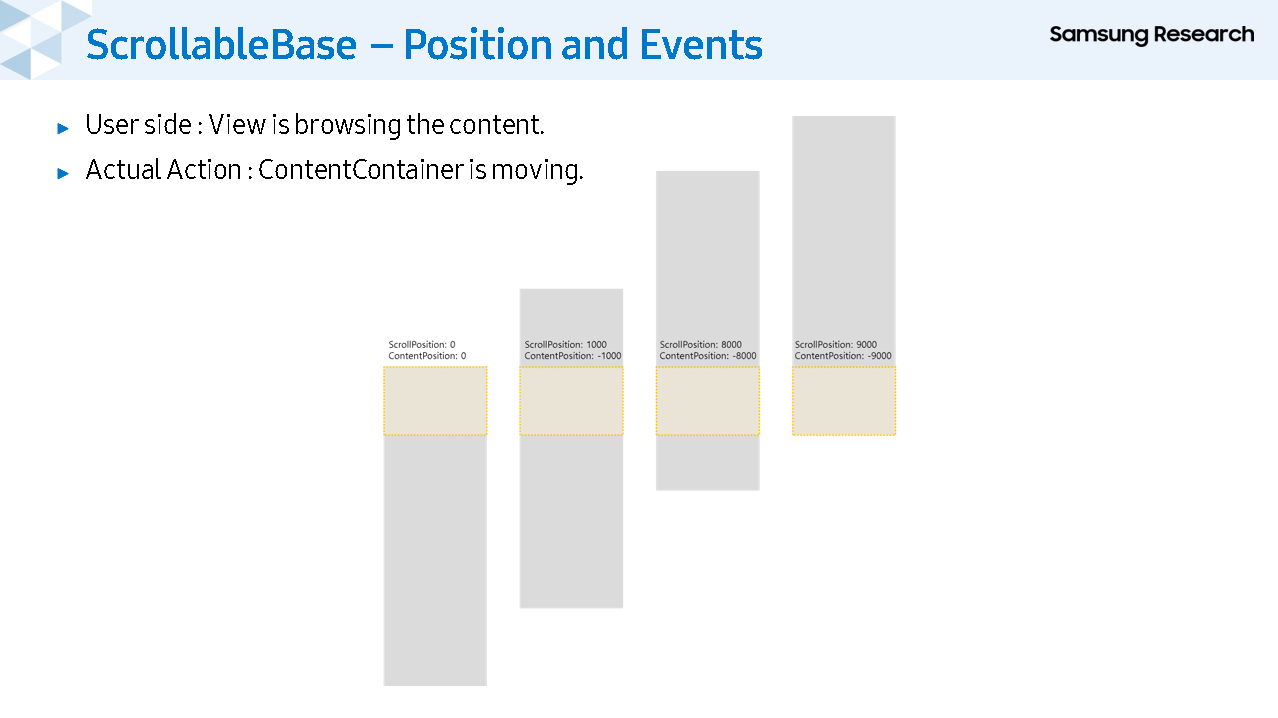 ScrollableBase – Position and Events
Samsung Research
User side : View is browsing the content.
Actual Action : ContentContainer is moving.
ScrollPosition: 0
ContentPosition: 0
ScrollPosition: 1000
ContentPosition: -1000
ScrollPosition: 8000
ContentPosition: -8000
ScrollPosition: 9000
ContentPosition: -9000